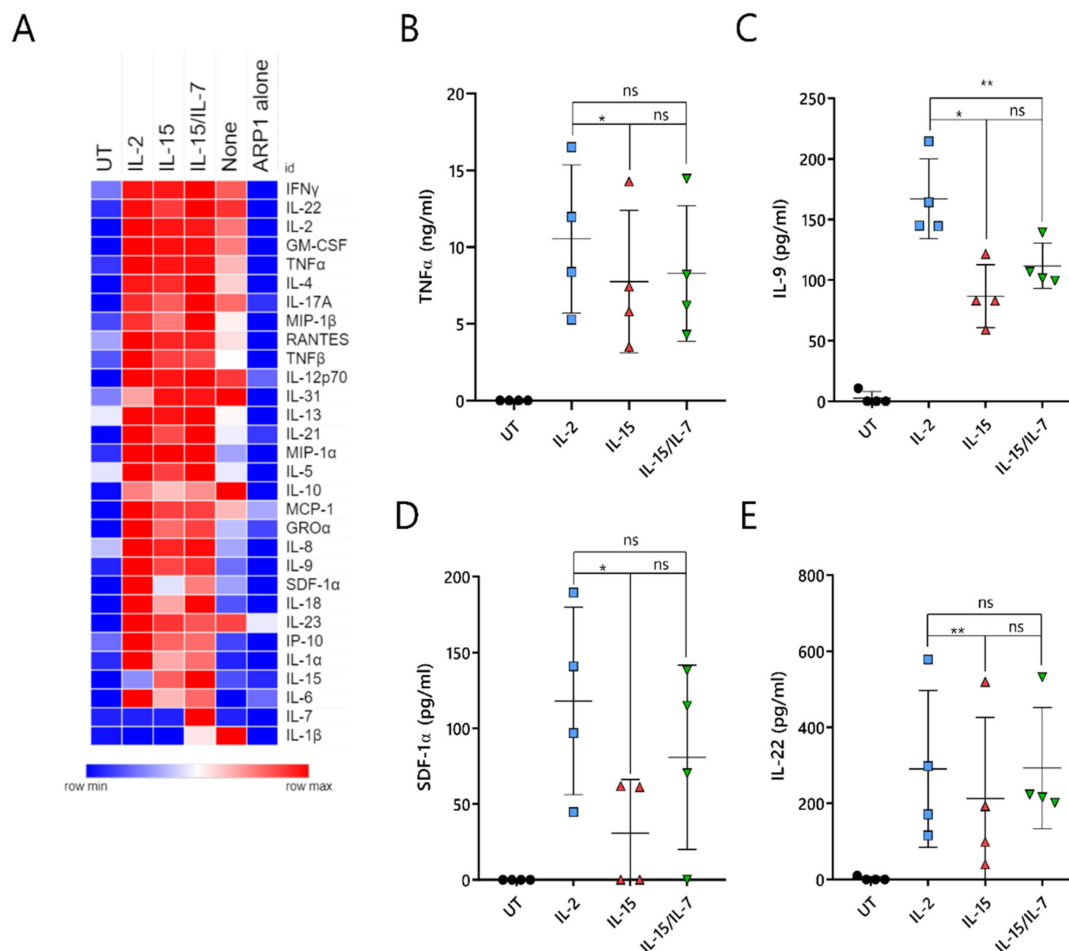 A
UT
IL-2
IL-15
IL-15/IL-7
None
ARP1 alone
id
IFNγ
IL-22
IL-2
GM-CSF
TNFα
IL-4
IL-17A
MIP-1β
RANTES
TNFβ
IL-12p70
IL-31
IL-13
IL-21
MIP-1α
IL-5
IL-10
MCP-1
GROα
IL-8
IL-9
SDF-1α
IL-18
IL-23
IP-10
IL-1α
IL-15
IL-6
IL-7
IL-1β
row min
row max
B
ns
* ns
20
15
10
5
0
TNFα (ng/ml)
UT
IL-2
IL-15
IL-15/IL-7
C
**
* ns
250
200
150
100
50
0
IL-9 (pg/ml)
UT
IL-2
IL-15
IL-15/IL-7
D
ns
* ns
200
150
100
50
0
SDF-1α (pg/ml)
UT
IL-2
IL-15
IL-15/IL-7
E
ns
** ns
800
600
400
200
0
IL-22 (pg/ml)
UT
IL-2
IL-15
IL-15/IL-7